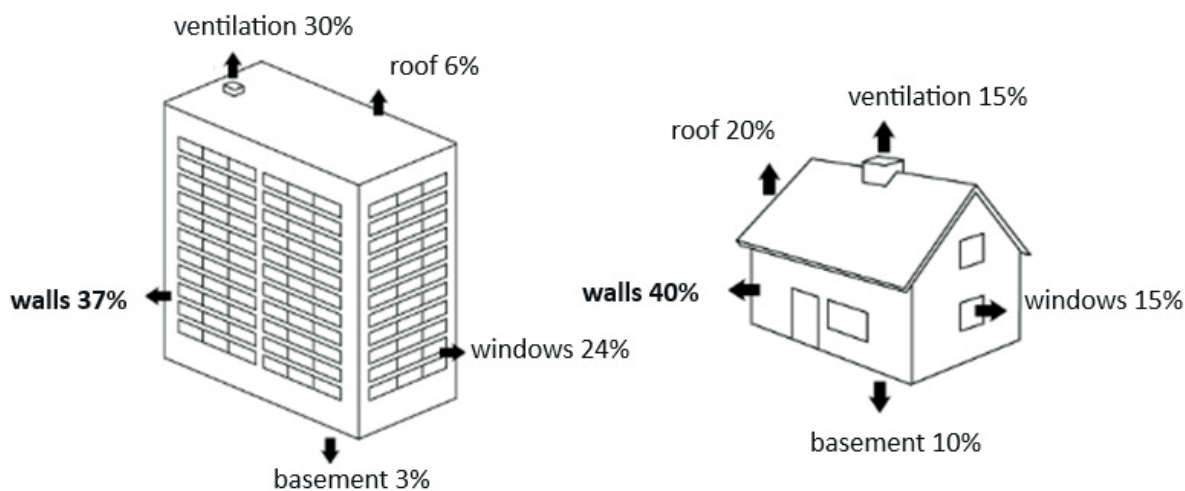 ventilation 30%
roof 6%
walls 37%
windows 24%
basement 3%
ventilation 15%
roof 20%
walls 40%
windows 15%
basement 10%